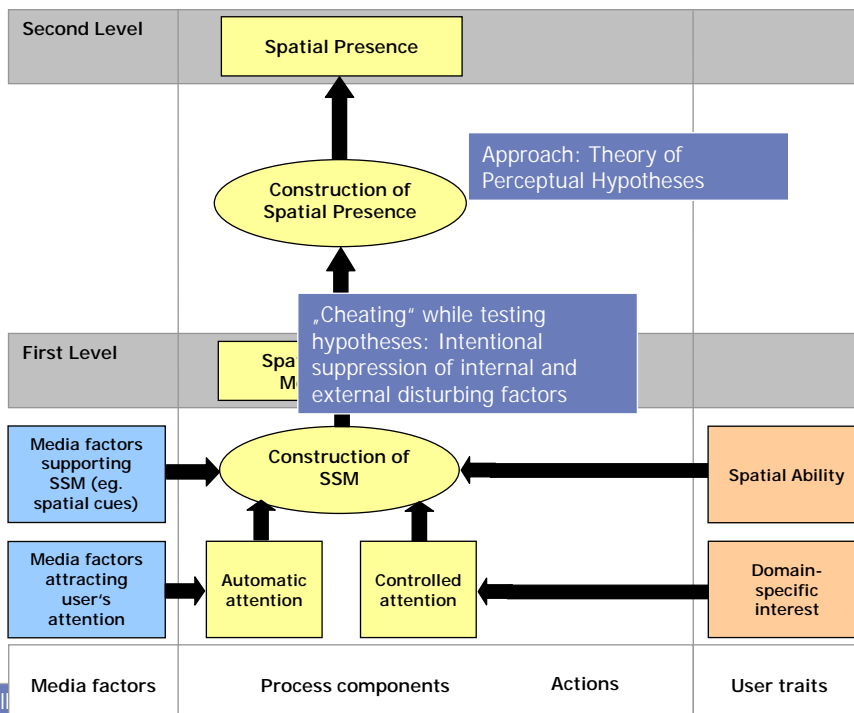 Second Level
Spatial Presence
Approach: Theory of
Perceptual Hypotheses
Construction of
Spatial Presence
„Cheating" while testing
hypotheses: Intentional
suppression of internal and
external disturbing factors
First Level
Media factors
supporting
SSM (eg.
spatial cues)
Construction of
SSM
Spatial Ability
Media factors
attracting
user's
attention
Automatic
attention
Controlled
attention
Domain-
specific
interest
Media factors
Process components
Actions
User traits